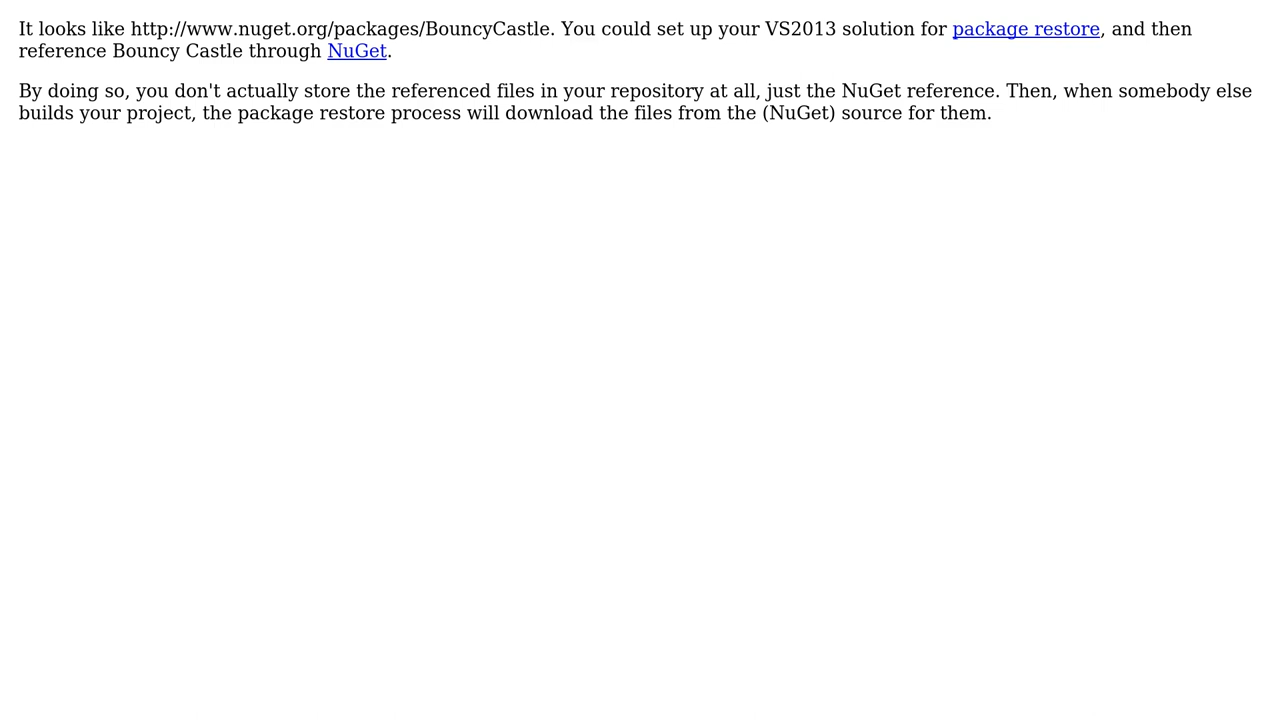 It looks like http://www.nuget.org/packages/BouncyCastle. You could set up your VS2013 solution for package restore, and then
reference Bouncy Castle through NuGet.
By doing so, you don't actually store the referenced files in your repository at all, just the NuGet reference. Then, when somebody else
builds your project, the package restore process will download the files from the (NuGet) source for them.